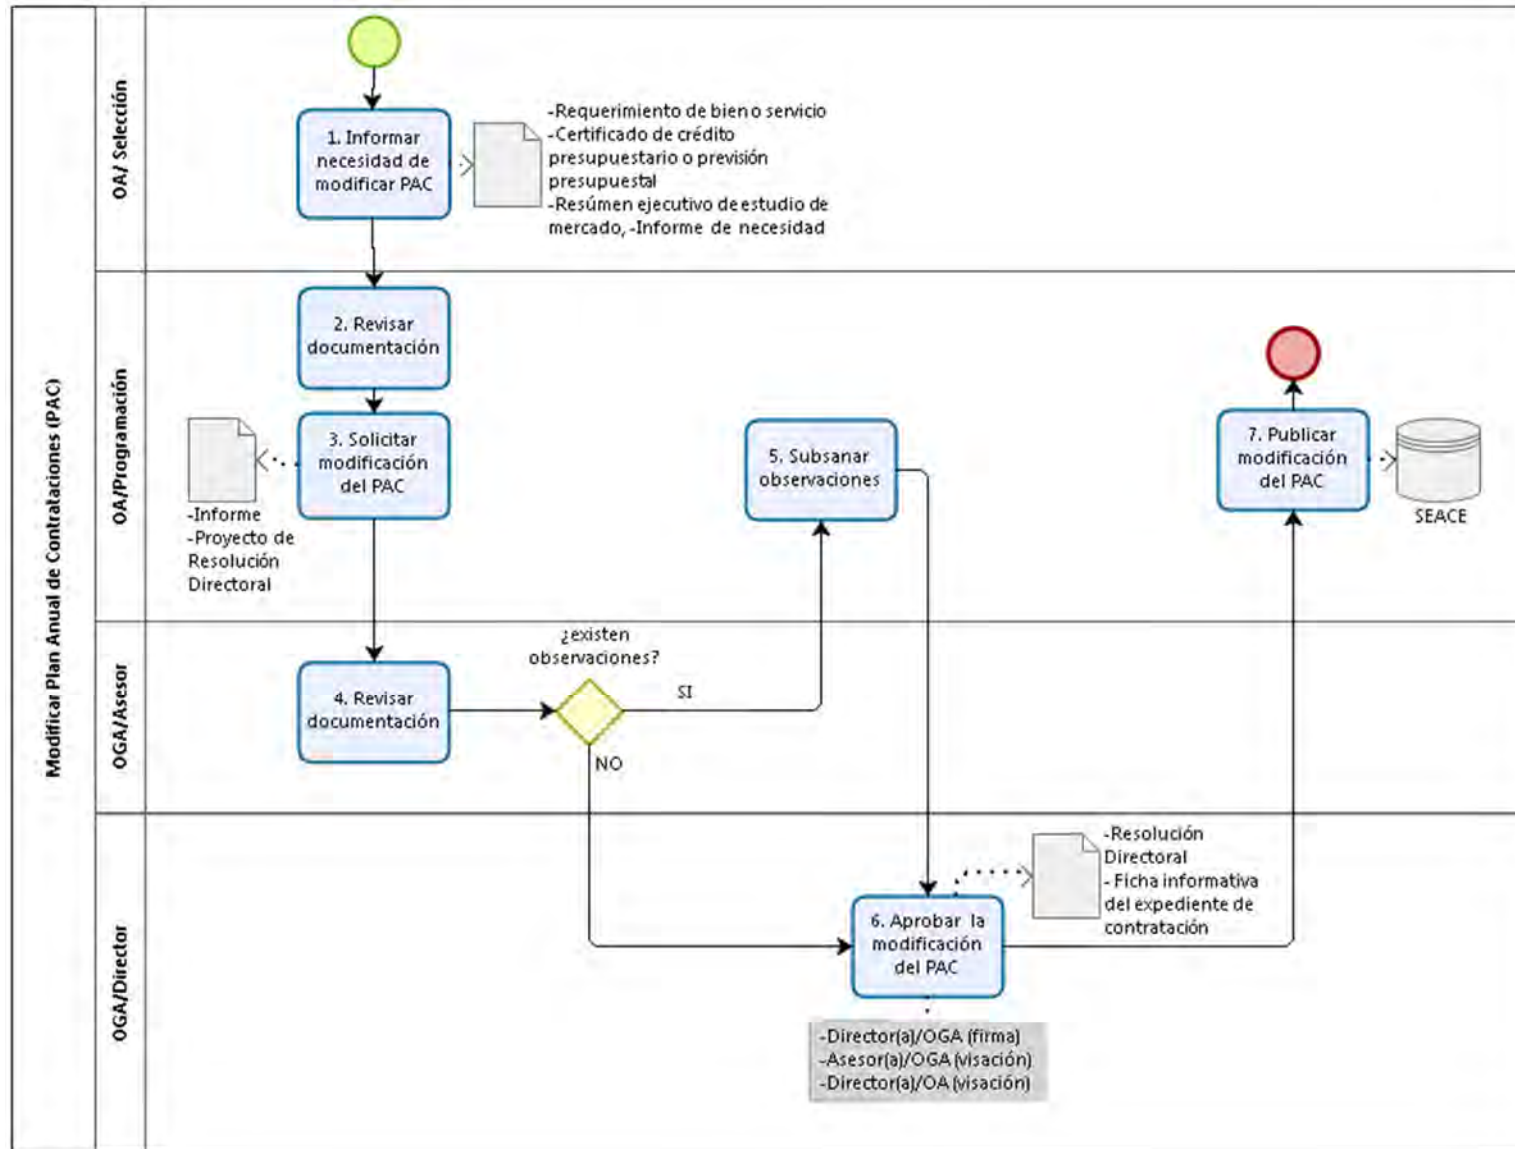 Modificar Plan Anual de Contrataciones (PAC)
OA/ Selección
1. Informar
necesidad de
modificar PAC
-Requerimiento de bien o servicio
-Certificado de crédito
presupuestario o previsión
presupuestal
-Resúmen ejecutivo de estudio de
mercado, -Informe de necesidad
OA/Programación
2. Revisar
documentación
3. Solicitar
modificación
del PAC
-Informe
-Proyecto de
Resolución
Directoral
5. Subsanar
observaciones
7. Publicar
modificación
del PAC
SEACE
OGA/Asesor
4. Revisar
documentación
¿existen
observaciones?
SI
NO
OGA/Director
6. Aprobar la
modificación
del PAC
-Resolución
Directoral
- Ficha informativa
del expediente de
contratación
-Director(a)/OGA (firma)
-Asesor(a)/OGA (visación)
-Director(a)/OA (visación)